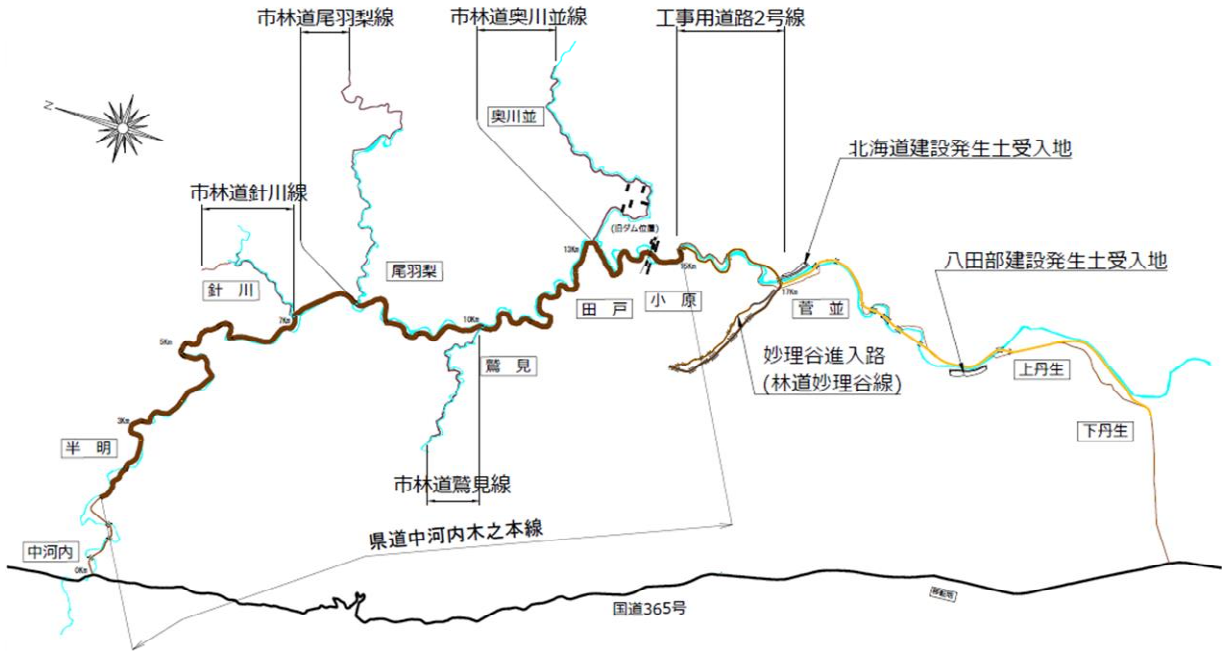 市林道尾羽梨線
市林道奥川並線
工事用道路2号線
N
奥川並
北海道建設発生土受入地
市林道針川線
(旧ダム位置)
13Km
尾羽梨
八田部建設発生土受入地
針 川
15Km
17Km
田 戸
小 原
菅 並
7Km
10Km
5Km
鷲 見
妙理谷進入路
(林道妙理谷線)
上丹生
3Km
半 明
下丹生
市林道鷲見線
県道中河内木之本線
中河内
0Km
国道365号